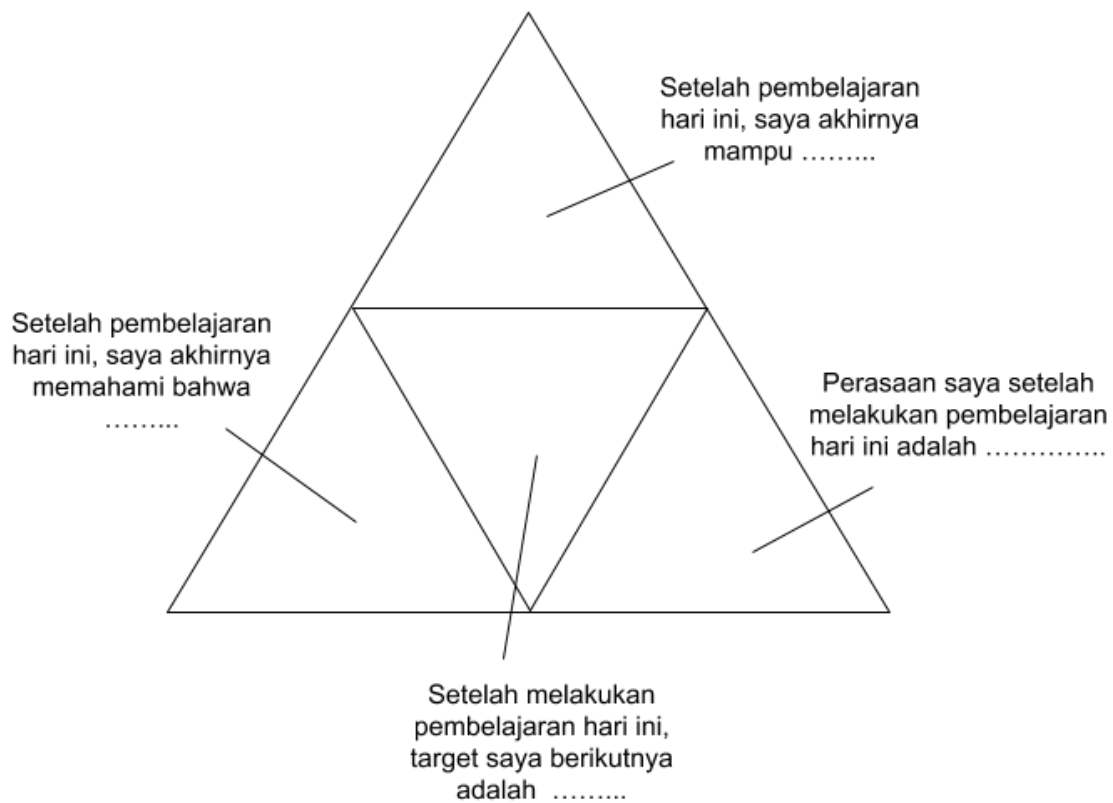 Setelah pembelajaran
hari ini, saya akhirnya
mampu ……...
Setelah pembelajaran
hari ini, saya akhirnya
memahami bahwa
……...
Perasaan saya setelah
melakukan pembelajaran
hari ini adalah …………..
Setelah melakukan
pembelajaran hari ini,
target saya berikutnya
adalah ……...